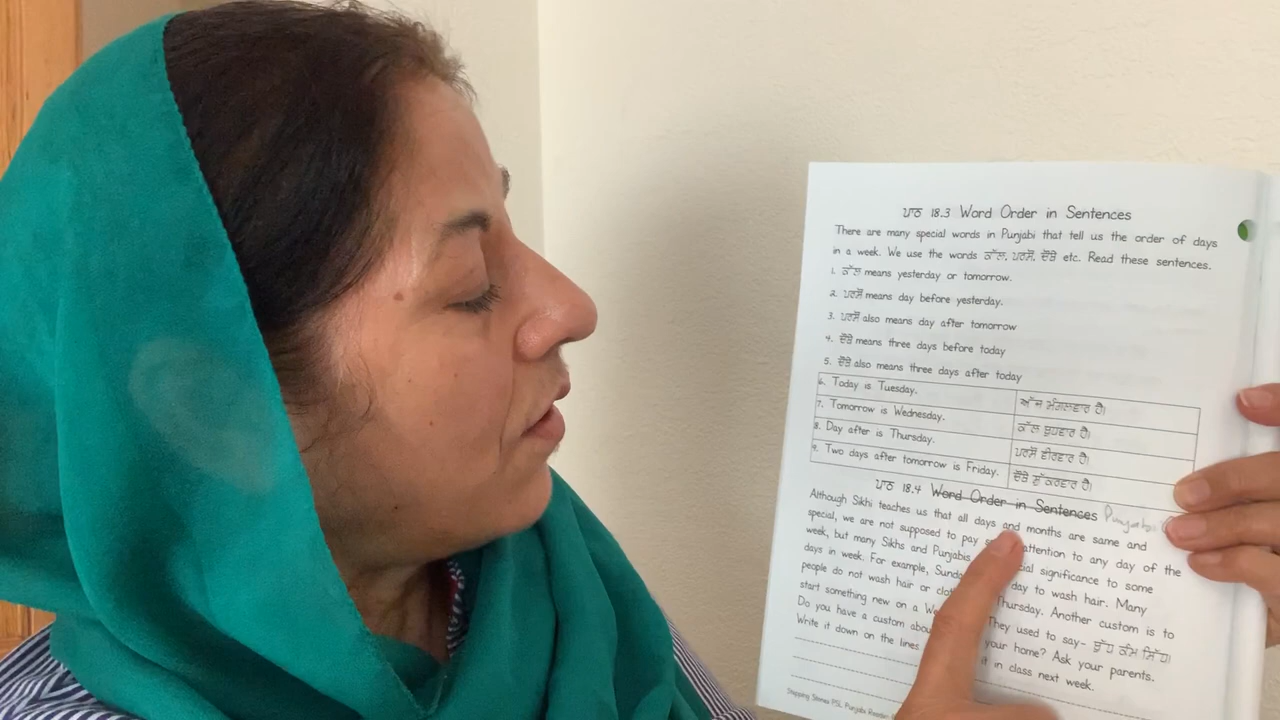 ਪਾਠ 18.3 Word Order in Sentences
There are many special words in Punjabi that tell us the order of days
in a week. We use the words ਕੱਲ, ਪਰਸੋਂ, ਚੌਥੇ etc. Read these sentences.
1. ਕੱਲ means yesterday or tomorrow.
2. ਪਰਸੋਂ means day before yesterday.
3. ਪਰਸੋਂ also means day after tomorrow
4. ਚੌਥੇ means three days before today
5. ਚੌਥੇ also means three days after today
6. Today is Tuesday. ਅੱਜ ਮੰਗਲਵਾਰ ਹੈ।
7. Tomorrow is Wednesday. ਕੱਲ ਬੁਧਵਾਰ ਹੈ।
8. Day after is Thursday. ਪਰਸੋਂ ਵੀਰਵਾਰ ਹੈ।
9. Two days after tomorrow is Friday. ਚੌਥੇ ਸ਼ੁੱਕਰਵਾਰ ਹੈ।
ਪਾਠ 18.4 Word Order in Sentences Punjabi
Although Sikhi teaches us that all days and months are same and
special, we are not supposed to pay attention to any day of the
week, but many Sikhs and Punjabis significance to some
days in week. For example, day to wash hair. Many
people do not wash hair or Thursday. Another custom is to
start something new on a They used to say- ਬੁੱਧ ਕੰਮ ਸਿੱਧ।
Do you have a custom your home? Ask your parents.
Write it down on the lines. it in class next week.
Stepping Stones PSL Punjabi Reader